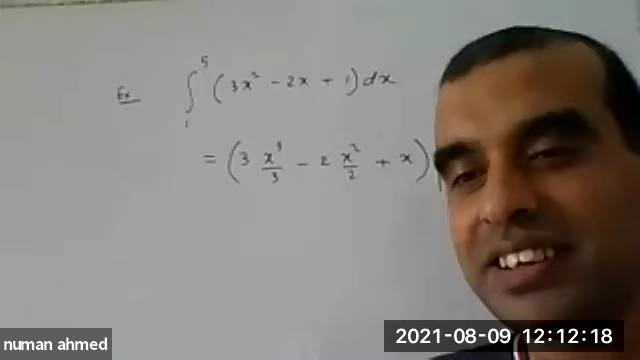 Ex. ∫₁⁵ (3x² - 2x + 1) dx
= (3 x³/3 - 2 x²/2 + x)
numan ahmed
2021-08-09 12:12:18